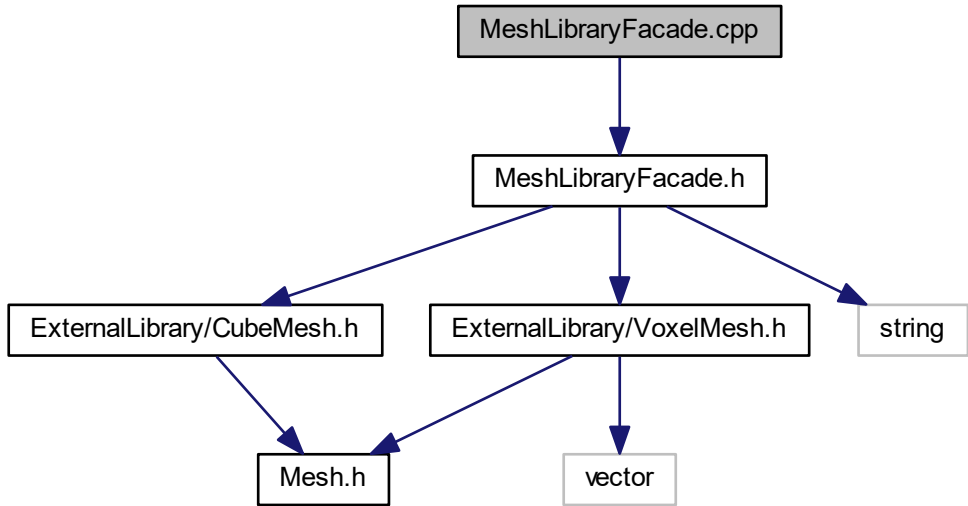 MeshLibraryFacade.cpp
MeshLibraryFacade.h
ExternalLibrary/CubeMesh.h
ExternalLibrary/VoxelMesh.h
string
Mesh.h
vector